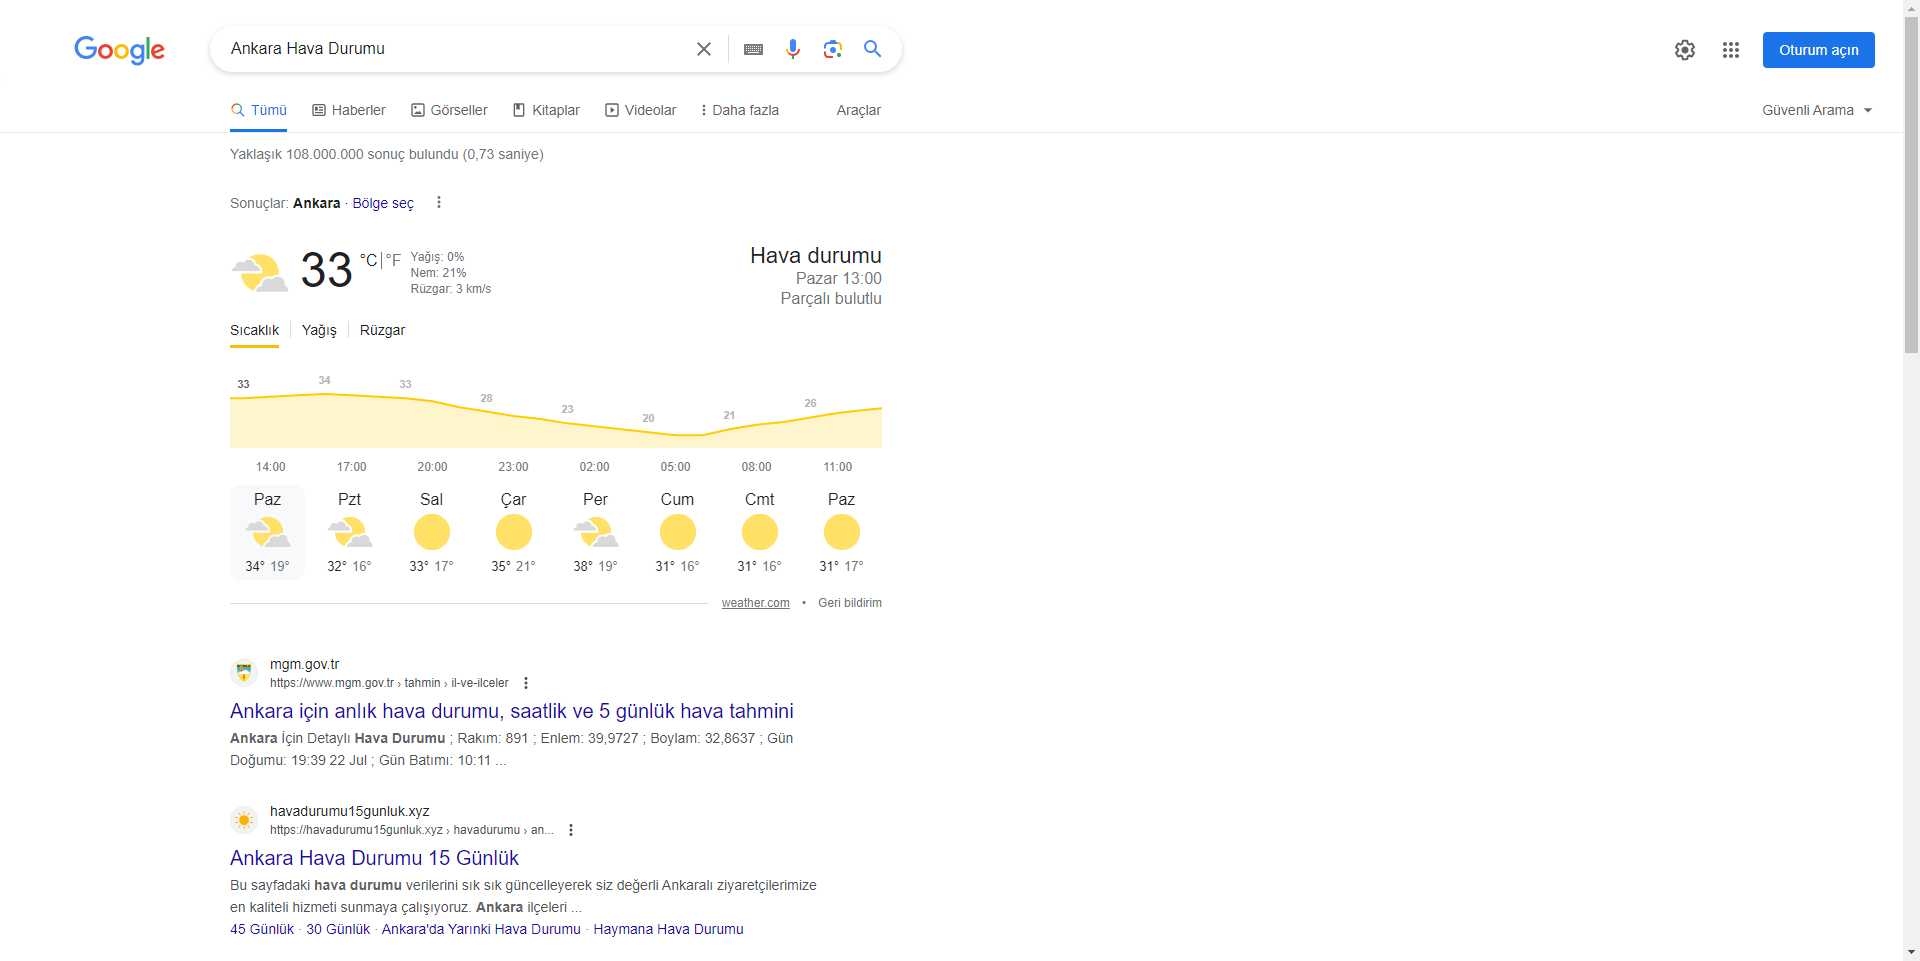 Google
Ankara Hava Durumu
Oturum açın
Tümü
Haberler
Görseller
Kitaplar
Videolar
Daha fazla
Araçlar
Güvenli Arama
Yaklaşık 108.000.000 sonuç bulundu (0,73 saniye)
Sonuçlar: Ankara · Bölge seç
33 °C|°F
Yağış: 0%
Nem: 21%
Rüzgar: 3 km/s
Hava durumu
Pazar 13:00
Parçalı bulutlu
Sıcaklık Yağış Rüzgar
33 34 33 28 23 20 21 26
14:00 17:00 20:00 23:00 02:00 05:00 08:00 11:00
Paz Pzt Sal Çar Per Cum Cmt Paz
34° 19° 32° 16° 33° 17° 35° 21° 38° 19° 31° 16° 31° 16° 31° 17°
weather.com • Geri bildirim
mgm.gov.tr
https://www.mgm.gov.tr › tahmin › il-ve-ilceler
Ankara için anlık hava durumu, saatlik ve 5 günlük hava tahmini
Ankara İçin Detaylı Hava Durumu ; Rakım: 891 ; Enlem: 39,9727 ; Boylam: 32,8637 ; Gün
Doğumu: 19:39 22 Jul ; Gün Batımı: 10:11 ...
havadurumu15gunluk.xyz
https://havadurumu15gunluk.xyz › havadurumu › an...
Ankara Hava Durumu 15 Günlük
Bu sayfadaki hava durumu verilerini sık sık güncelleyerek siz değerli Ankaralı ziyaretçilerimize
en kaliteli hizmeti sunmaya çalışıyoruz. Ankara ilçeleri ...
45 Günlük · 30 Günlük · Ankara'da Yarınki Hava Durumu · Haymana Hava Durumu